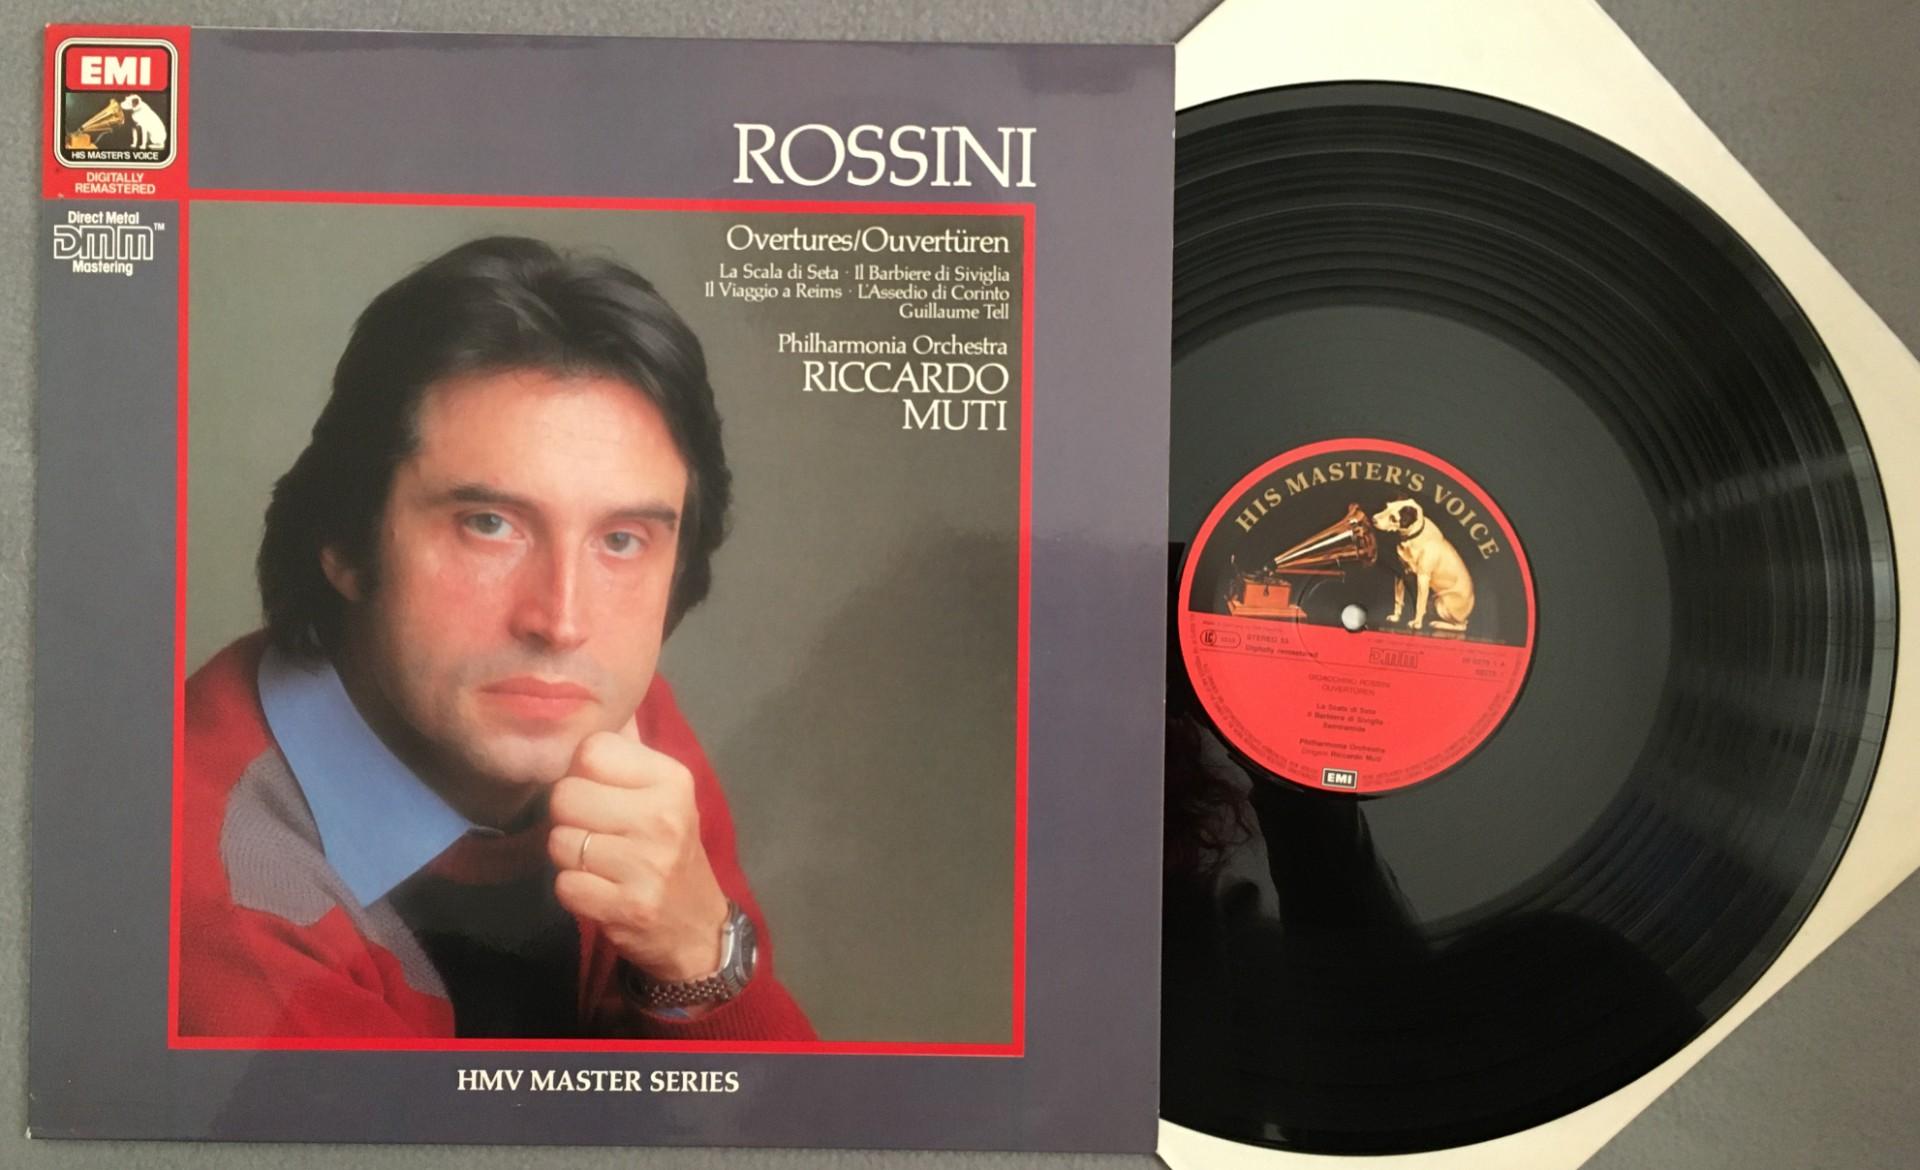 EMI
HIS MASTER'S VOICE
DIGITALLY
REMASTERED
Direct Metal
DMM™
Mastering
ROSSINI
Overtures/Ouvertüren
La Scala di Seta · Il Barbiere di Siviglia
Il Viaggio a Reims · L'Assedio di Corinto
Guillaume Tell
Philharmonia Orchestra
RICCARDO
MUTI
HMV MASTER SERIES
HIS MASTER'S VOICE
STEREO
Digitally remastered
DMM
GIOACCHINO ROSSINI
OUVERTÜREN
La Scala di Seta
Il Barbiere di Siviglia
Semiramide
Philharmonia Orchestra
Dirigent Riccardo Muti
EMI